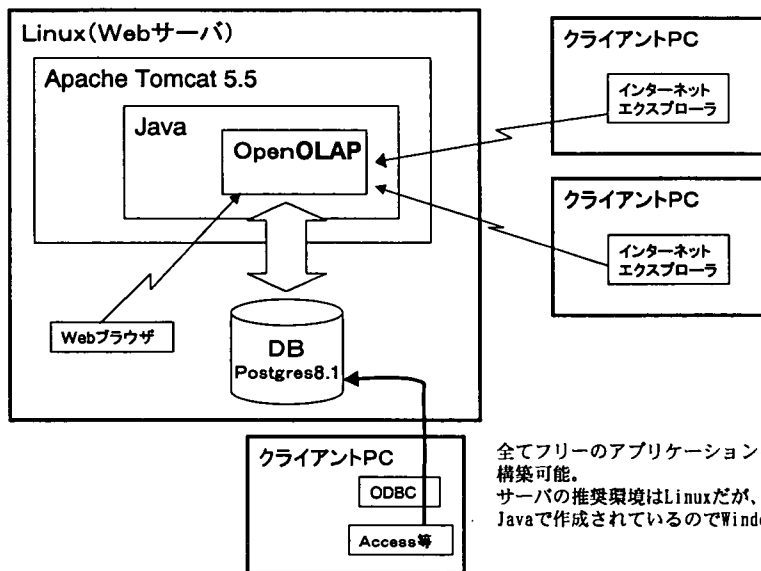 Linux(Webサーバ)
Apache Tomcat 5.5
Java
OpenOLAP
Webブラウザ
DB
Postgres8.1
クライアントPC
インターネット
エクスプローラ
クライアントPC
インターネット
エクスプローラ
クライアントPC
ODBC
Access等
全てフリーのアプリケーション
構築可能。
サーバの推奨環境はLinuxだが、
Javaで作成されているのでWind